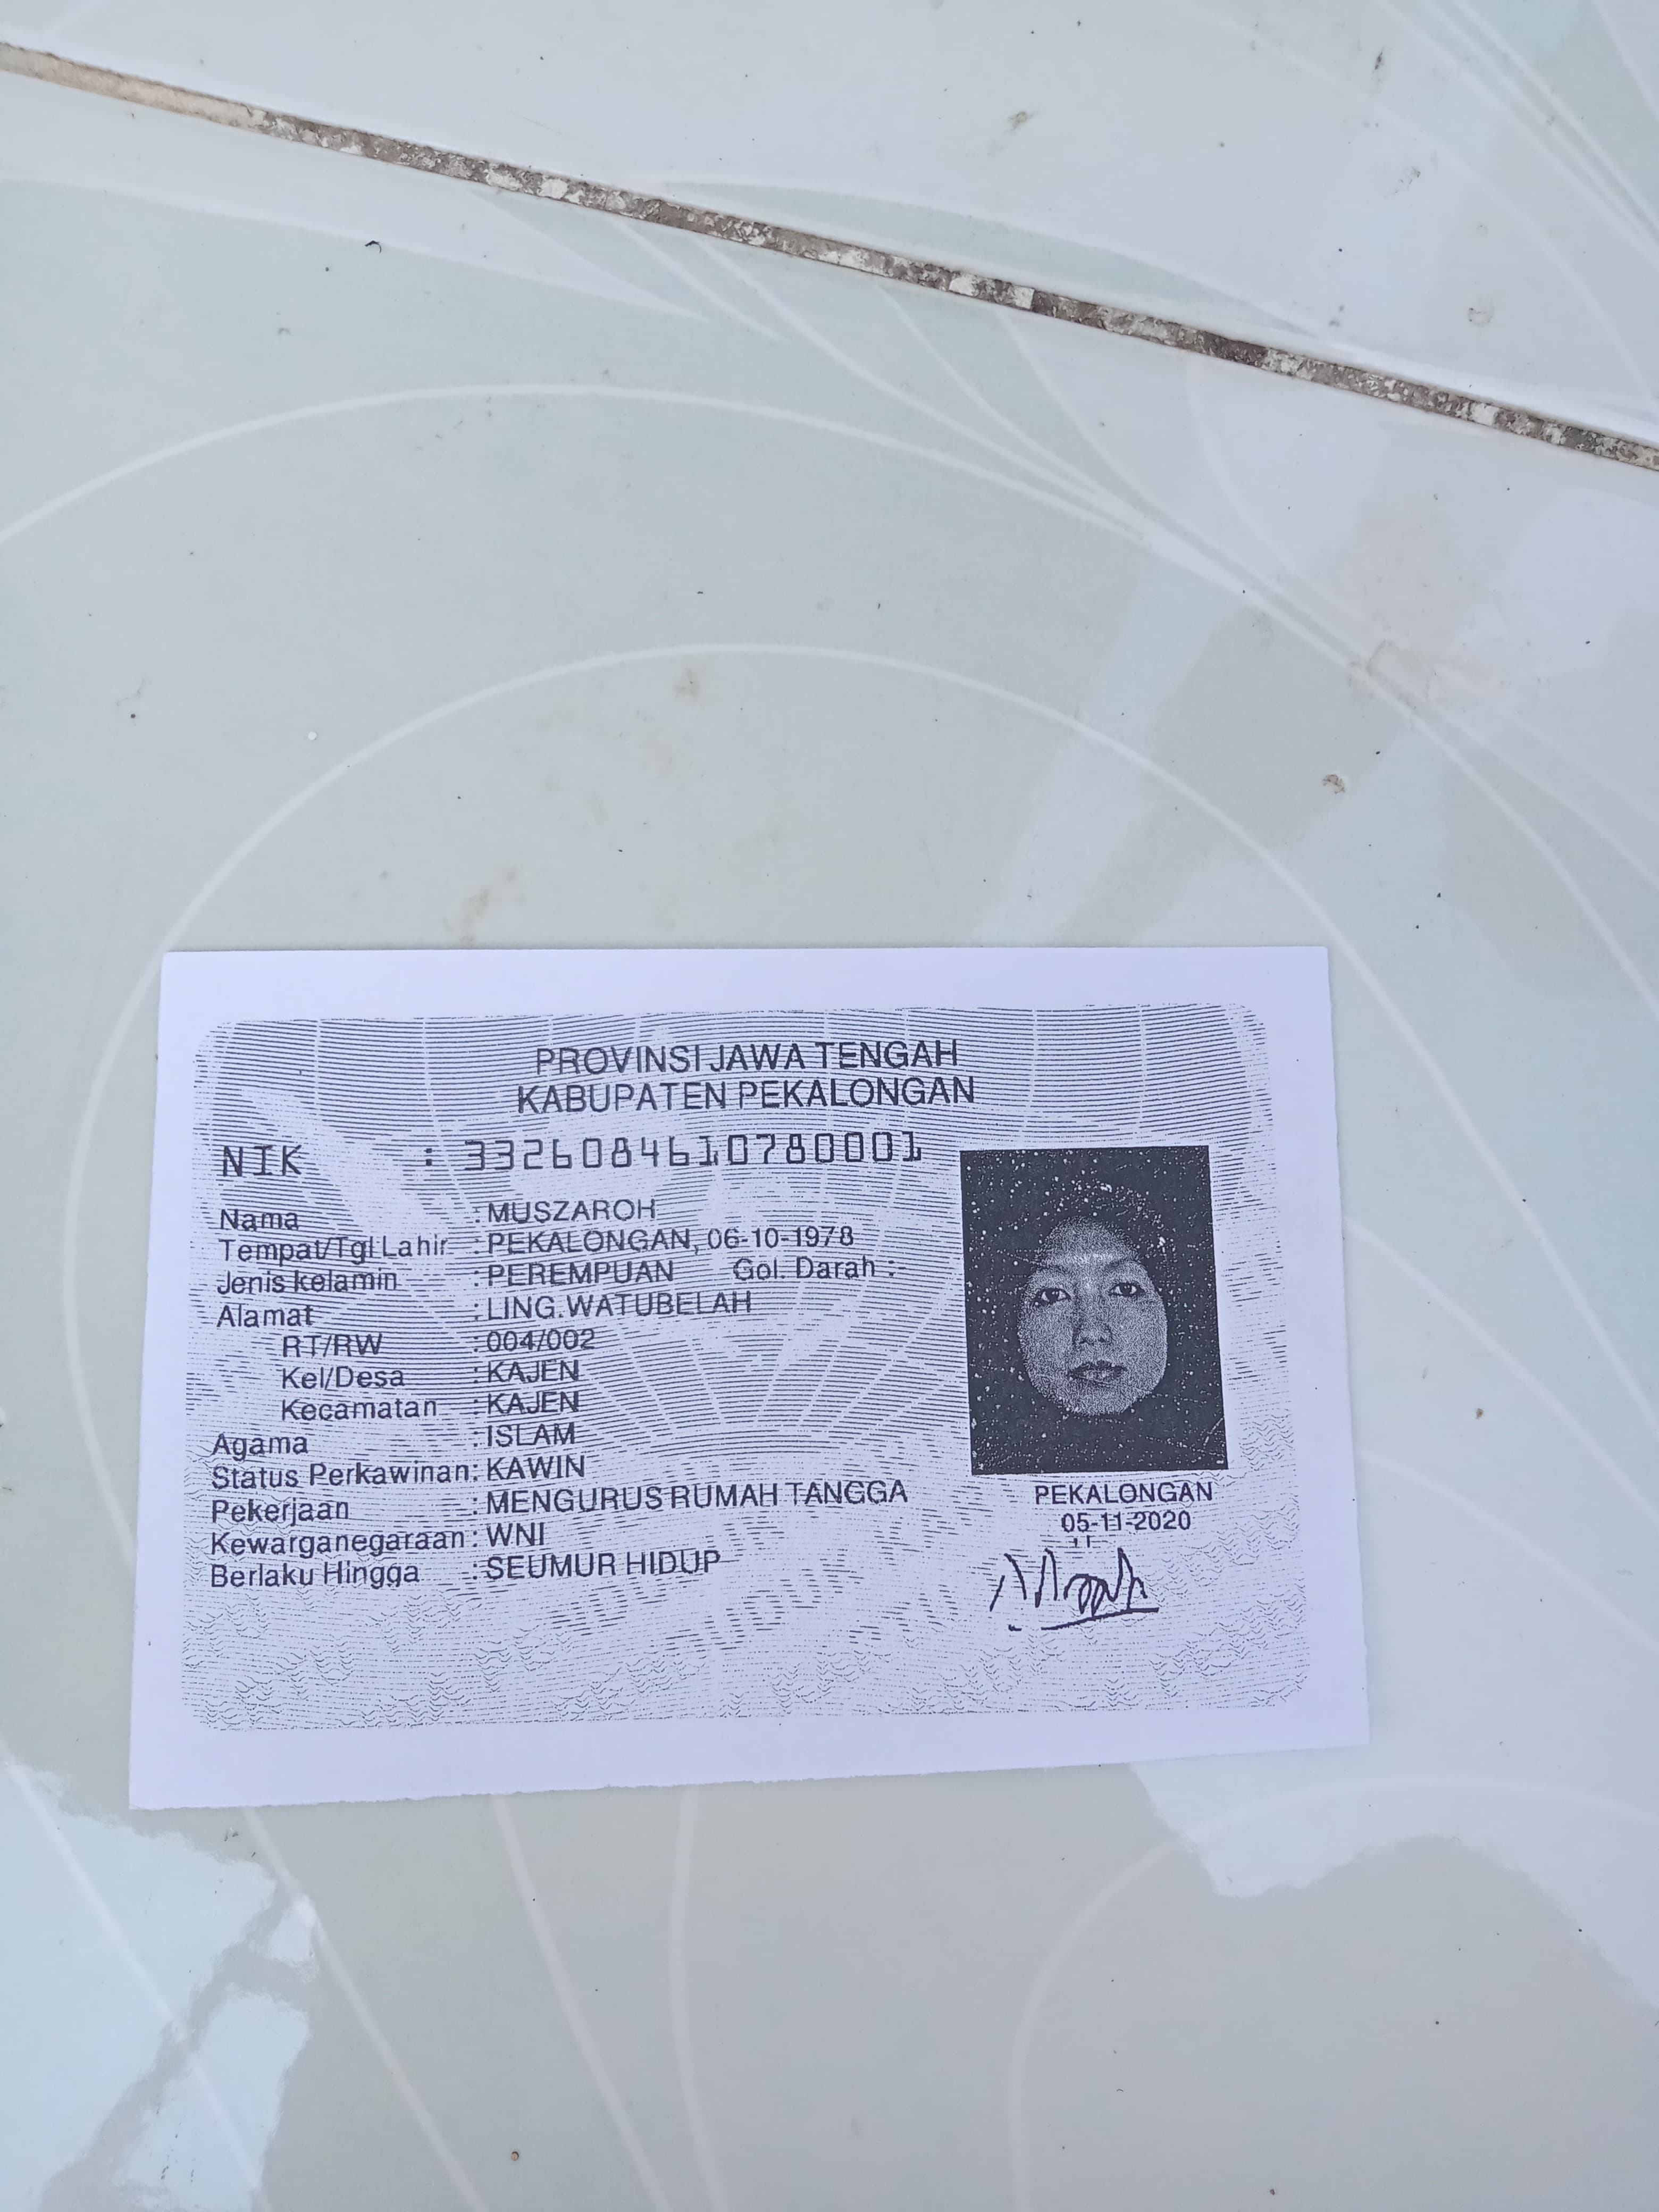 PROVINSI JAWA TENGAH
KABUPATEN PEKALONGAN
NIK : 3326084610780001
Nama : MUSZAROH
Tempat/Tgl Lahir : PEKALONGAN, 06-10-1978
Jenis kelamin : PEREMPUAN Gol. Darah :-
Alamat : LING.WATUBELAH
RT/RW : 004/002
Kel/Desa : KAJEN
Kecamatan : KAJEN
Agama : ISLAM
Status Perkawinan: KAWIN
Pekerjaan : MENGURUS RUMAH TANGGA
Kewarganegaraan: WNI
Berlaku Hingga : SEUMUR HIDUP
PEKALONGAN
05-11-2020